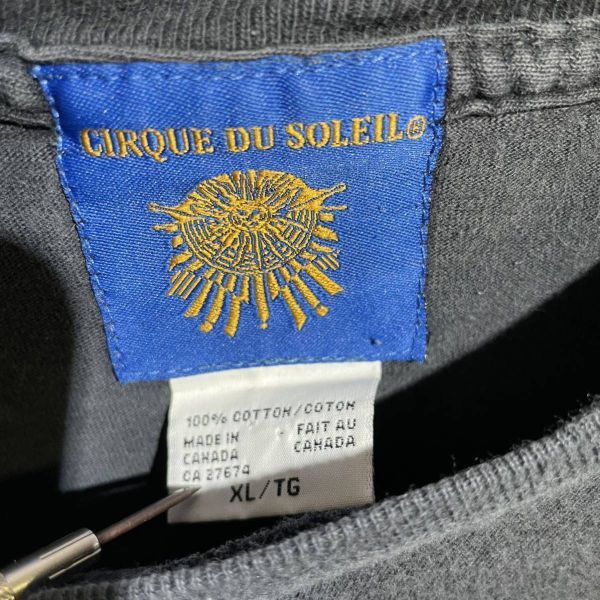 CIRQUE DU SOLEIL®
100% COTTON/COTON
MADE IN FAIT AU
CANADA CANADA
CA 27674
XL/TG